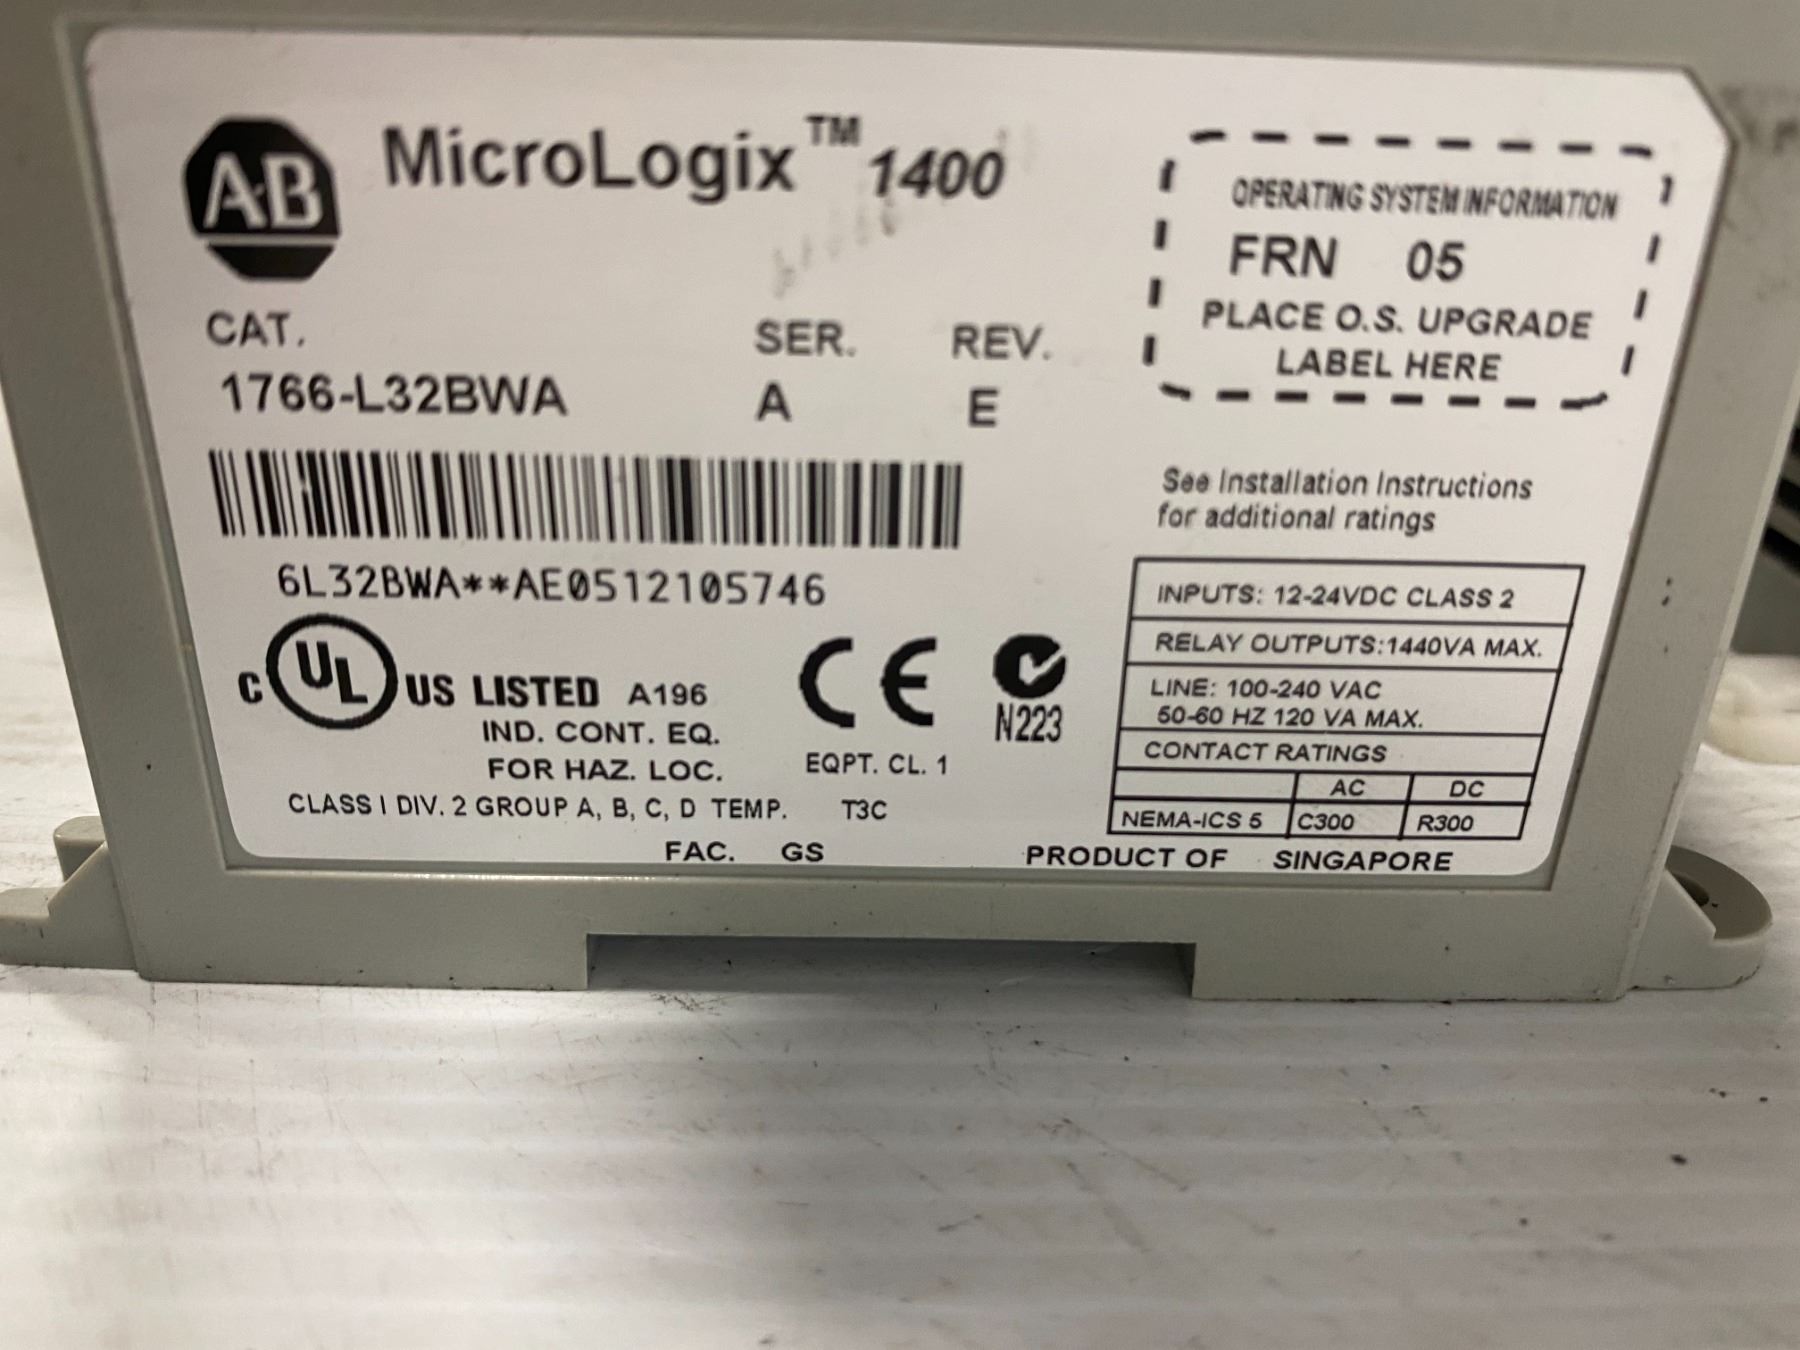 AB MicroLogix™ 1400
CAT. SER. REV.
1766-L32BWA A E
6L32BWA**AE0512105746
C UL US LISTED A196
IND. CONT. EQ.
FOR HAZ. LOC.
CLASS I DIV. 2 GROUP A, B, C, D TEMP. T3C
FAC. GS
CE
EQPT. CL. 1
N223
OPERATING SYSTEM INFORMATION
FRN 05
PLACE O.S. UPGRADE
LABEL HERE
See Installation Instructions
for additional ratings
INPUTS: 12-24VDC CLASS 2
RELAY OUTPUTS:1440VA MAX.
LINE: 100-240 VAC
50-60 HZ 120 VA MAX.
CONTACT RATINGS
AC DC
NEMA-ICS 5 C300 R300
PRODUCT OF SINGAPORE